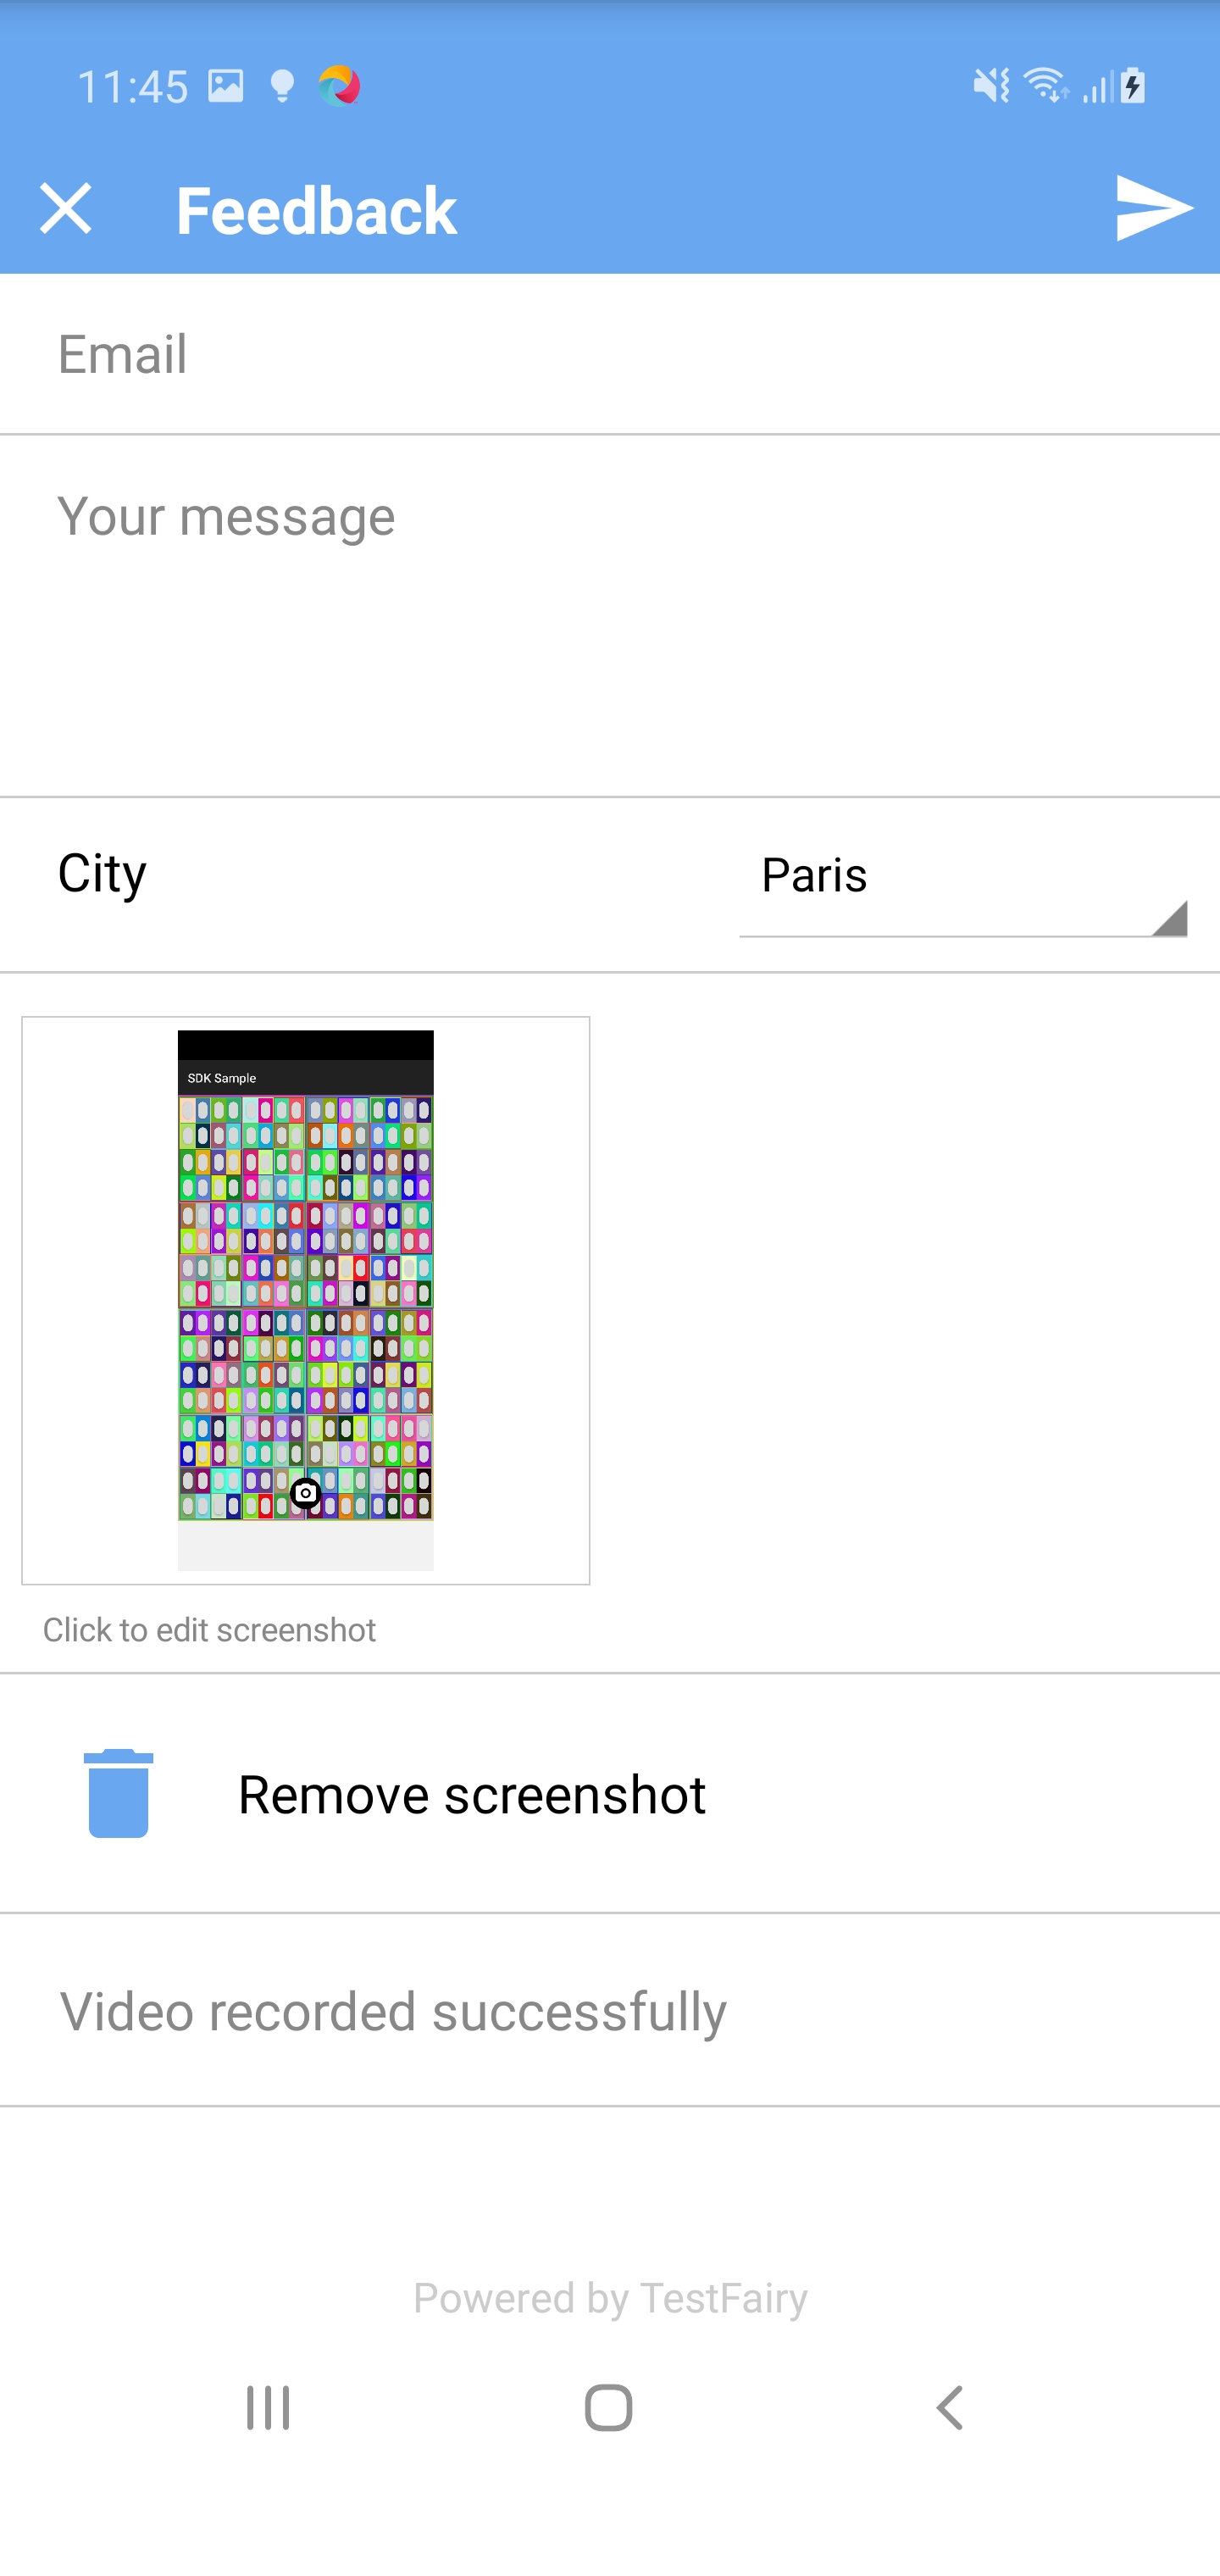 11:45
Feedback
Email
Your message
City
Paris
SDK Sample
Click to edit screenshot
Remove screenshot
Video recorded successfully
Powered by TestFairy